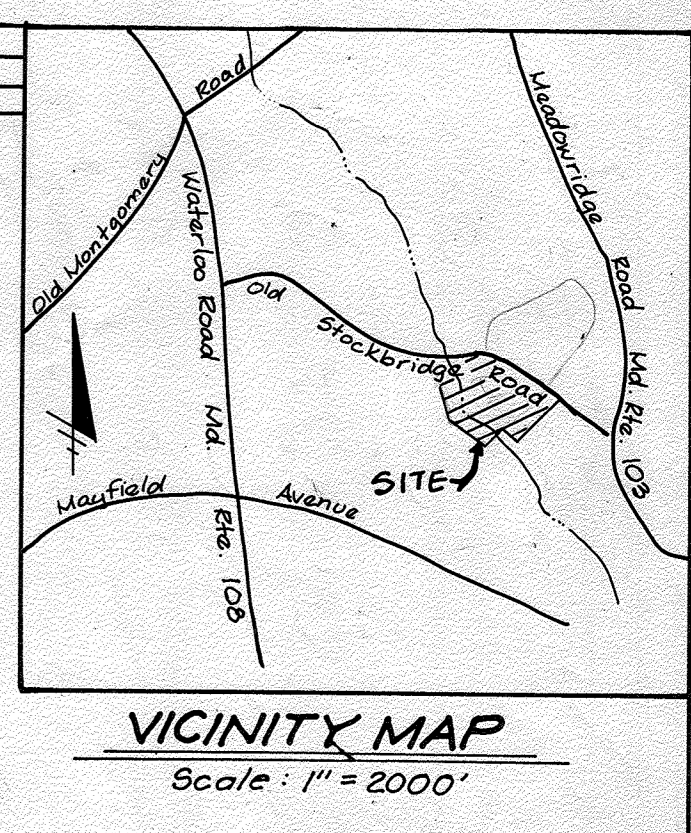 Road
Meadowridge
Old Montgomery
Waterloo Road Md.
Road Md. Rte. 103
Old
Stockbridge Road
SITE
Mayfield Avenue
Rte. 108
VICINITY MAP
Scale : 1" = 2000'